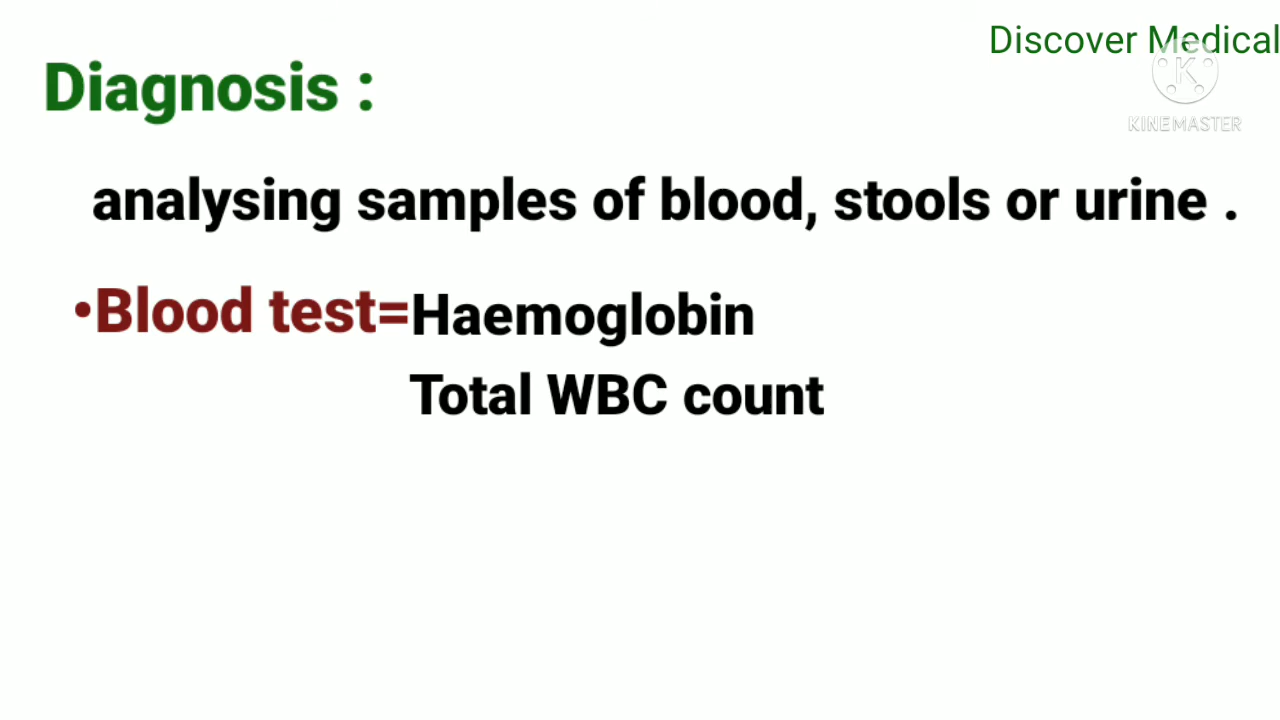 Discover Medical
KINEMASTER
Diagnosis :
analysing samples of blood, stools or urine .
•Blood test=Haemoglobin
Total WBC count